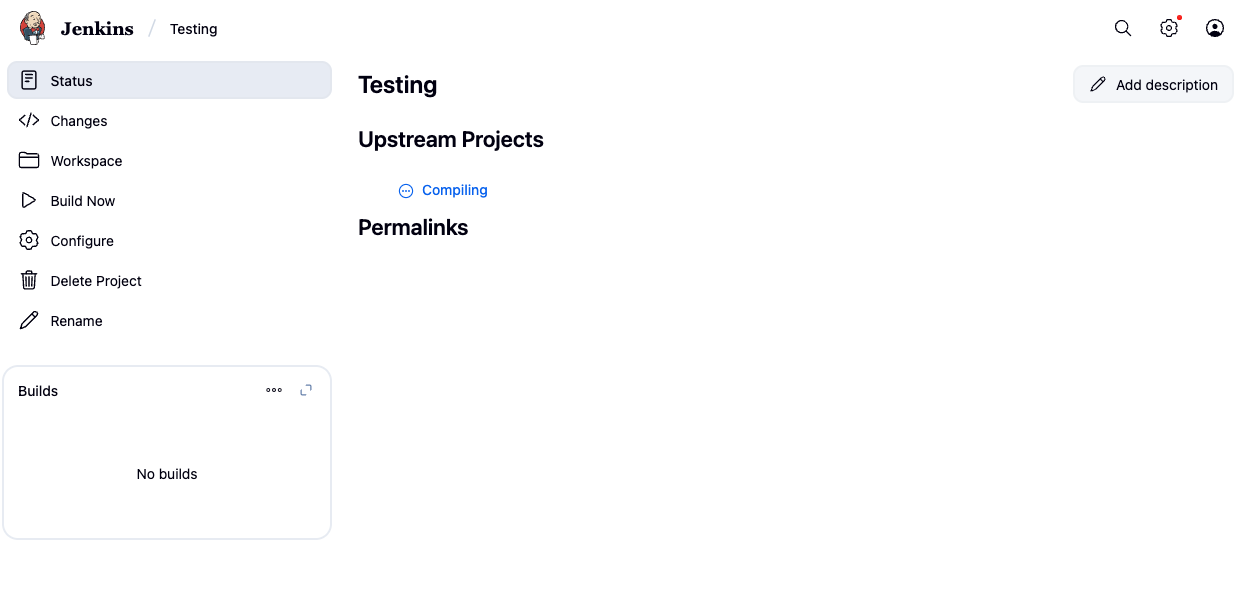 Jenkins / Testing
Status
Changes
Workspace
Build Now
Configure
Delete Project
Rename
Builds
No builds
Testing
Add description
Upstream Projects
Compiling
Permalinks